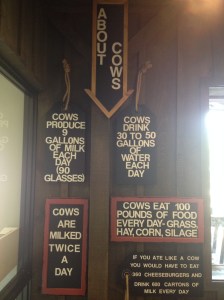 ABOUT COWS
COWS
PRODUCE
9
GALLONS
OF MILK
EACH
DAY
(90
GLASSES)
COWS
DRINK
30 TO 50
GALLONS
OF
WATER
EACH
DAY
COWS
ARE
MILKED
TWICE
A
DAY
COWS EAT 100
POUNDS OF FOOD
EVERY DAY- GRASS,
HAY, CORN, SILAGE
IF YOU ATE LIKE A COW
YOU WOULD HAVE TO EAT
360 CHEESEBURGERS AND
DRINK 800 CARTONS OF
MILK EVERY DAY